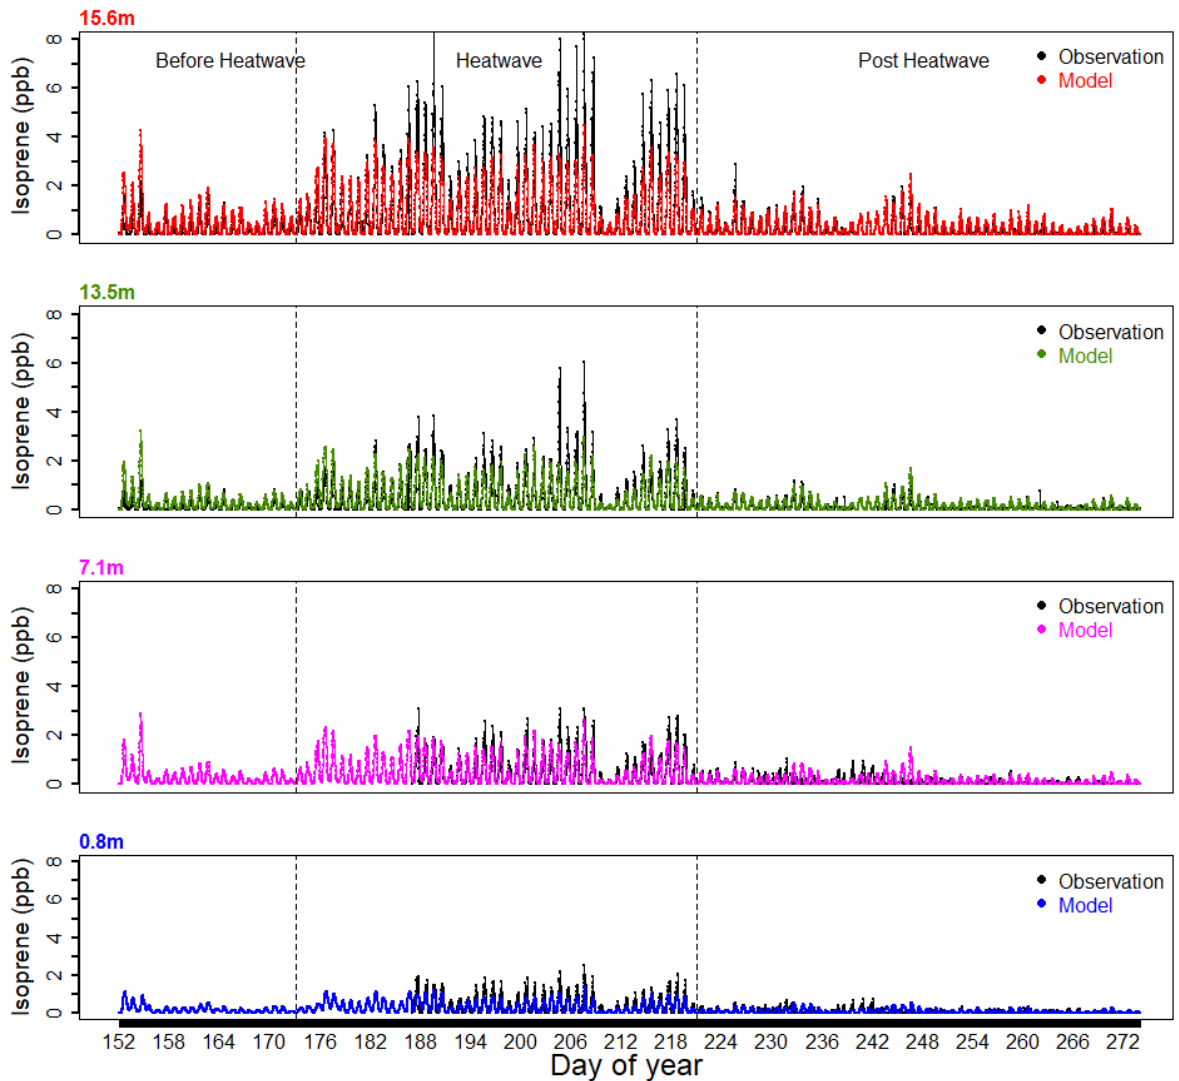 15.6m
Isoprene (ppb)
8
6
4
2
0
Before Heatwave
Heatwave
Post Heatwave
Observation
Model
13.5m
Isoprene (ppb)
8
6
4
2
0
Observation
Model
7.1m
Isoprene (ppb)
8
6
4
2
0
Observation
Model
0.8m
Isoprene (ppb)
8
6
4
2
0
Observation
Model
152 158 164 170 176 182 188 194 200 206 212 218 224 230 236 242 248 254 260 266 272
Day of year